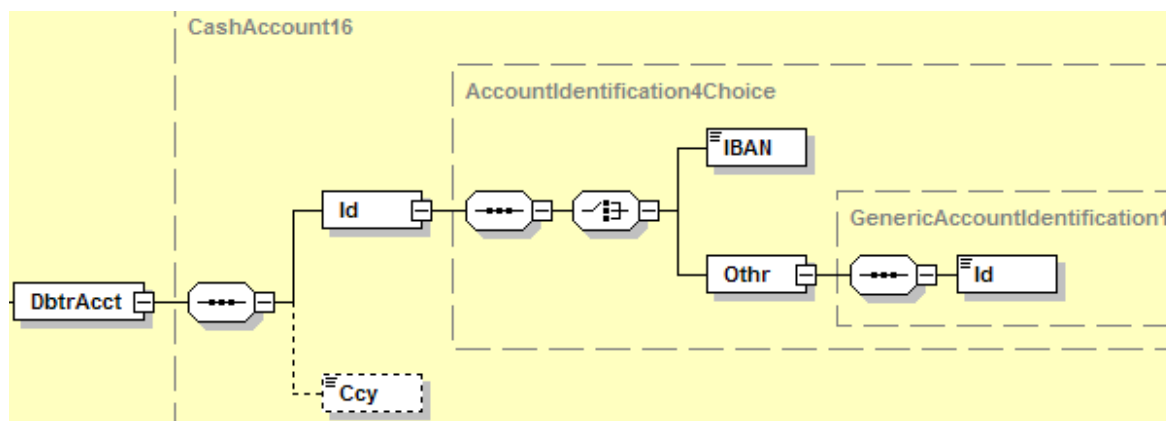 CashAccount16
AccountIdentification4Choice
IBAN
Id
GenericAccountIdentification1
Othr
Id
DbtrAcct
Ccy